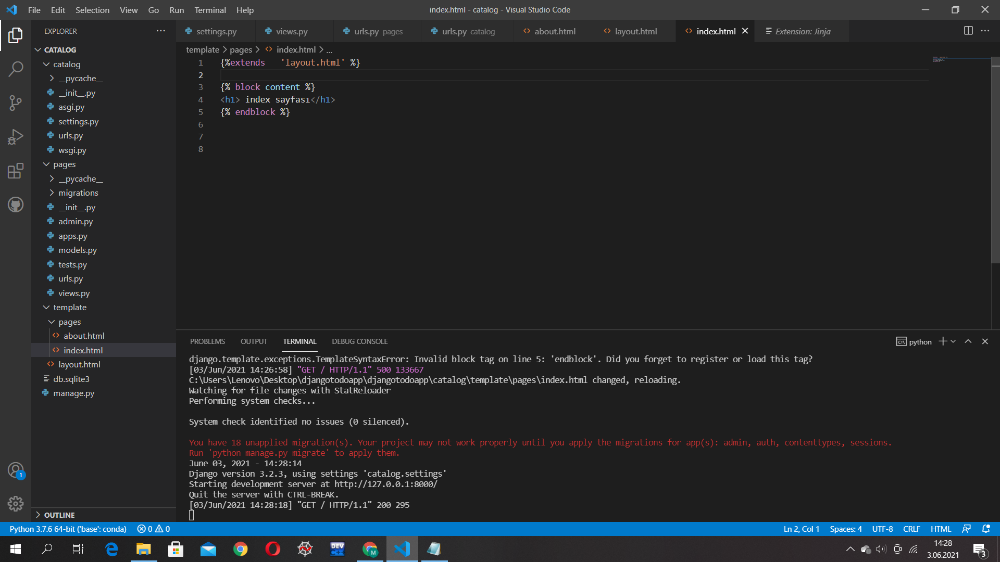 File Edit Selection View Go Run Terminal Help
index.html - catalog - Visual Studio Code
EXPLORER
settings.py
views.py
urls.py pages
urls.py catalog
about.html
layout.html
index.html
Extension: Jinja
CATALOG
catalog
__pycache__
__init__.py
asgi.py
settings.py
urls.py
wsgi.py
pages
__pycache__
migrations
__init__.py
admin.py
apps.py
models.py
tests.py
urls.py
views.py
template
pages
about.html
index.html
layout.html
db.sqlite3
manage.py
OUTLINE
template > pages > index.html > ...
1 {%extends   'layout.html' %}
2
3 {% block content %}
4 <h1> index sayfası</h1>
5 {% endblock %}
6
7
8
PROBLEMS OUTPUT TERMINAL DEBUG CONSOLE
python
django.template.exceptions.TemplateSyntaxError: Invalid block tag on line 5: 'endblock'. Did you forget to register or load this tag?
[03/Jun/2021 14:26:58] "GET / HTTP/1.1" 500 133667
C:\Users\Lenovo\Desktop\djangotodoapp\djangotodoapp\catalog\template\pages\index.html changed, reloading.
Watching for file changes with StatReloader
Performing system checks...
System check identified no issues (0 silenced).
You have 18 unapplied migration(s). Your project may not work properly until you apply the migrations for app(s): admin, auth, contenttypes, sessions.
Run 'python manage.py migrate' to apply them.
June 03, 2021 - 14:28:14
Django version 3.2.3, using settings 'catalog.settings'
Starting development server at http://127.0.0.1:8000/
Quit the server with CTRL-BREAK.
[03/Jun/2021 14:28:18] "GET / HTTP/1.1" 200 295
1
Python 3.7.6 64-bit ('base': conda) 0 0
Ln 2, Col 1 Spaces: 4 UTF-8 CRLF HTML
DEV
C++
M
14:28
3.06.2021
3